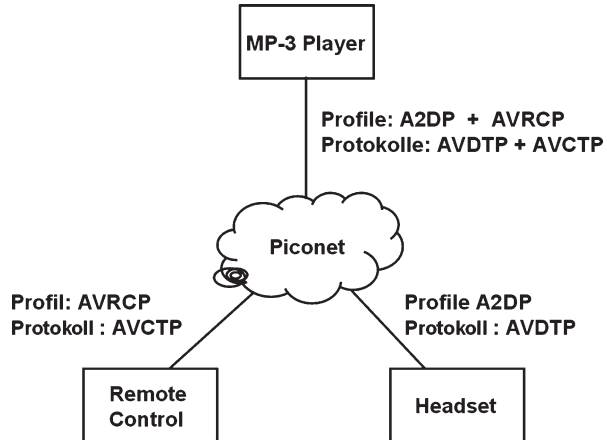 MP-3 Player
Profile: A2DP + AVRCP
Protokolle: AVDTP + AVCTP
Piconet
Profil: AVRCP
Protokoll : AVCTP
Profile A2DP
Protokoll : AVDTP
Remote
Control
Headset